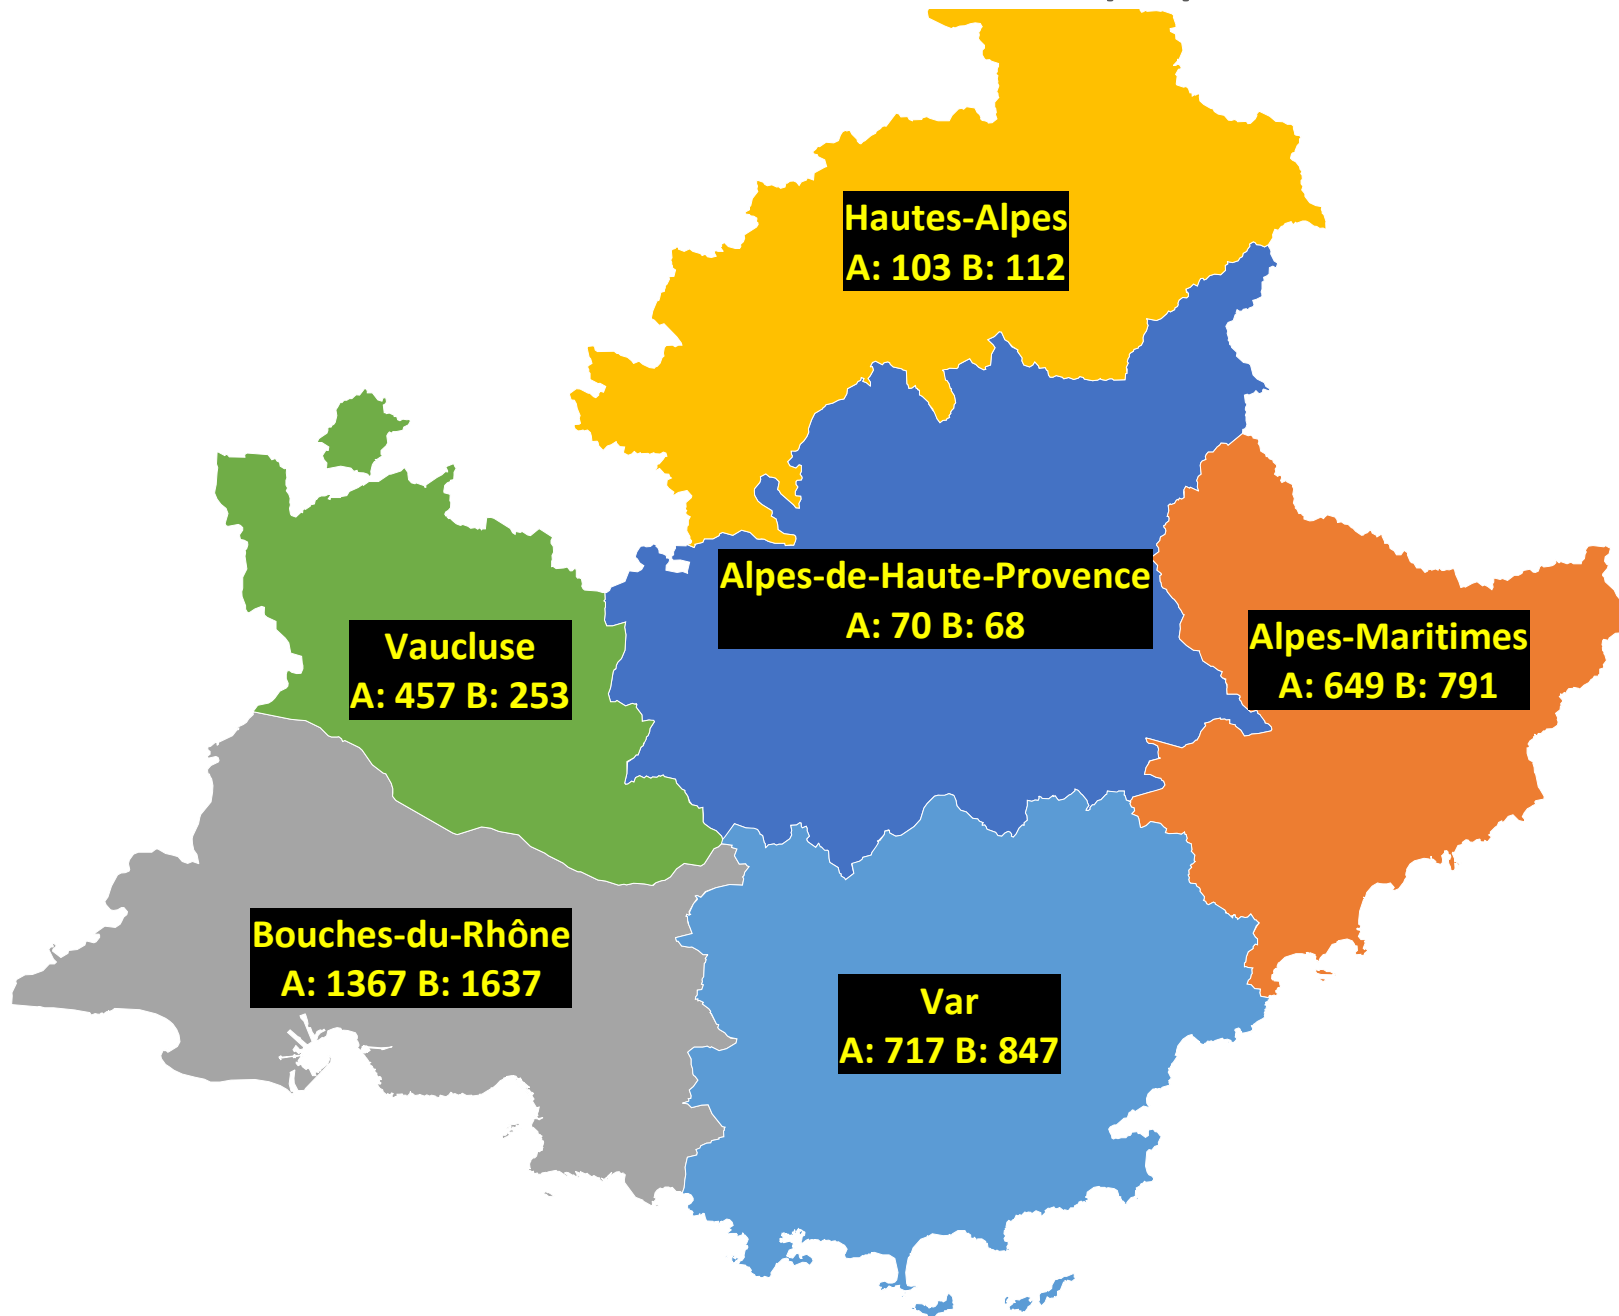 Hautes-Alpes
A: 103 B: 112
Alpes-de-Haute-Provence
A: 70 B: 68
Alpes-Maritimes
A: 649 B: 791
Vaucluse
A: 457 B: 253
Bouches-du-Rhône
A: 1367 B: 1637
Var
A: 717 B: 847